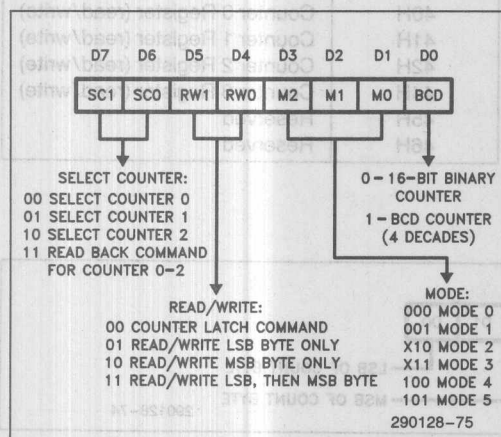 D7 D6 D5 D4 D3 D2 D1 D0
SC1 SC0 RW1 RW0 M2 M1 M0 BCD
SELECT COUNTER:
00 SELECT COUNTER 0
01 SELECT COUNTER 1
10 SELECT COUNTER 2
11 READ BACK COMMAND
FOR COUNTER 0-2
0 - 16-BIT BINARY
COUNTER
1 - BCD COUNTER
(4 DECADES)
READ/WRITE:
00 COUNTER LATCH COMMAND
01 READ/WRITE LSB BYTE ONLY
10 READ/WRITE MSB BYTE ONLY
11 READ/WRITE LSB, THEN MSB BYTE
MODE:
000 MODE 0
001 MODE 1
X10 MODE 2
X11 MODE 3
100 MODE 4
101 MODE 5
290128-75